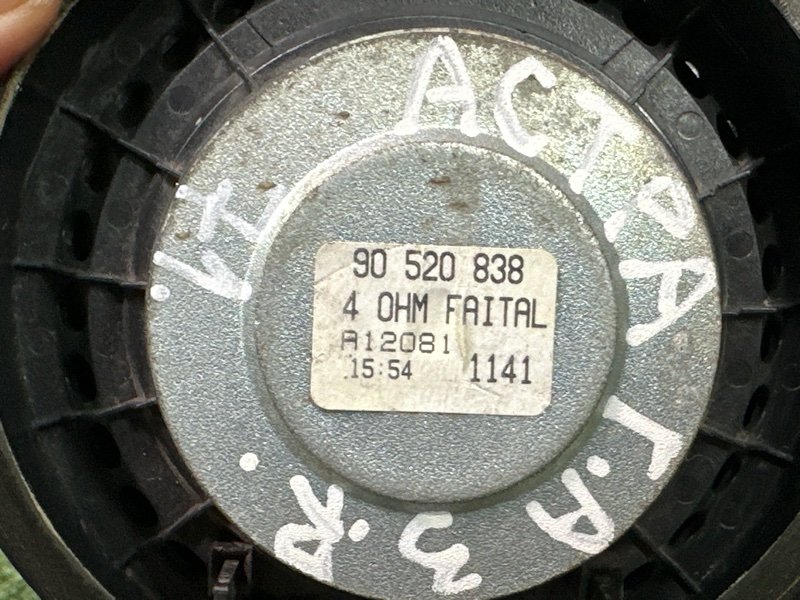 АСТРА Г.А З.Я.
90 520 838
4 OHM FAITAL
A12081
15:54 1141